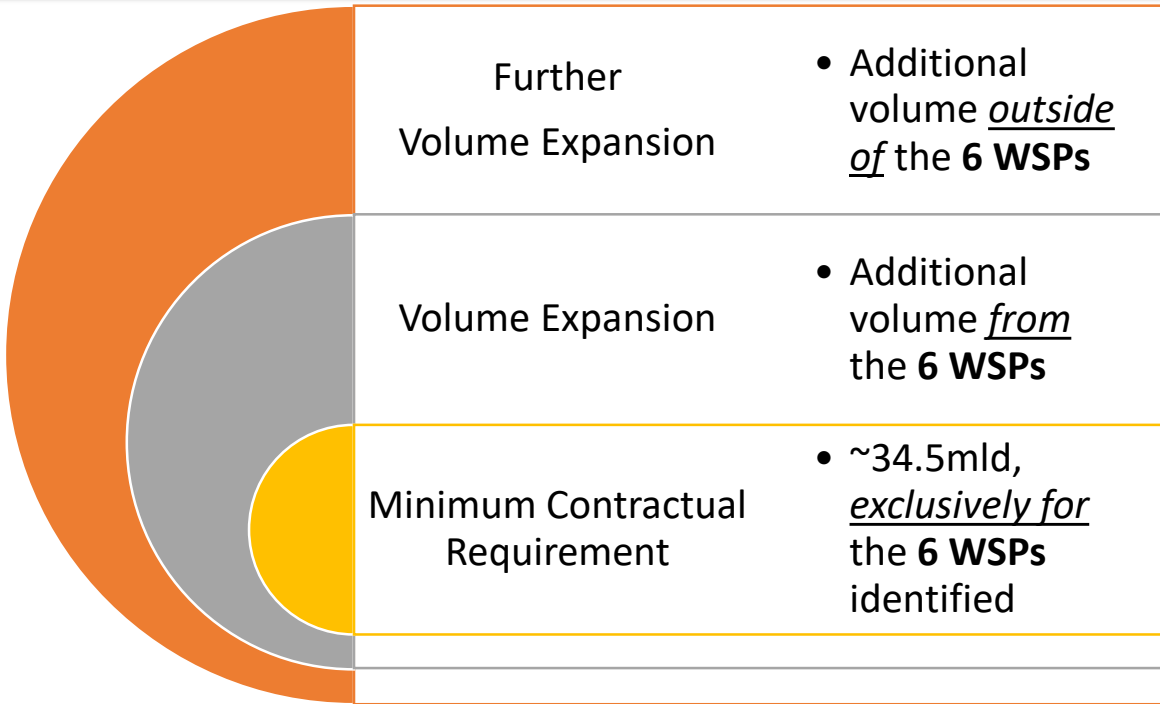 Further
Volume Expansion
• Additional
volume outside
of the 6 WSPs
Volume Expansion
• Additional
volume from
the 6 WSPs
Minimum Contractual
Requirement
• ~34.5mld,
exclusively for
the 6 WSPs
identified